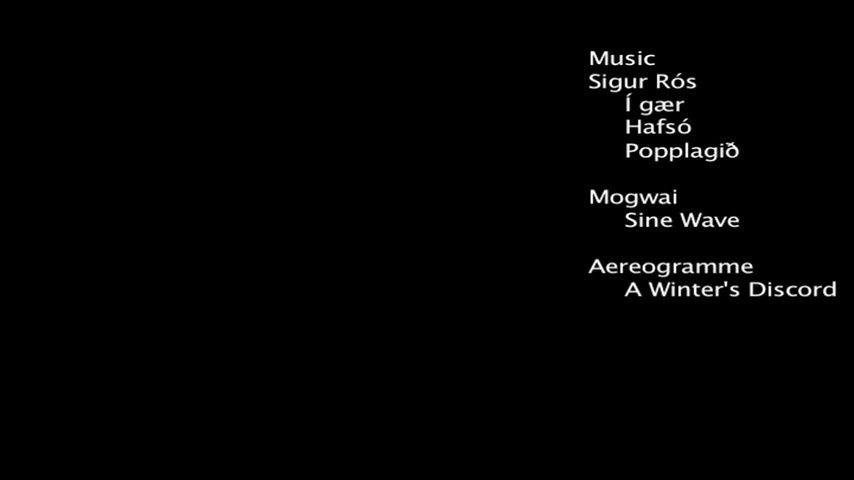 Music
Sigur Rós
Í gær
Hafsó
Popplagið
Mogwai
Sine Wave
Aereogramme
A Winter's Discord